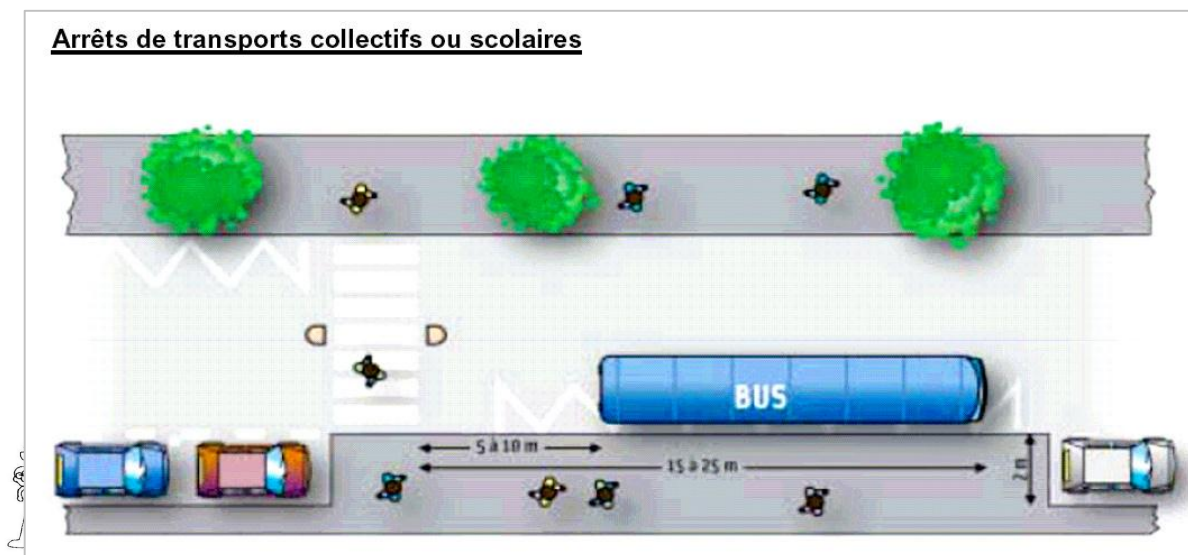 Arrêts de transports collectifs ou scolaires
BUS
5 à 10 m
15 à 25 m
2 m